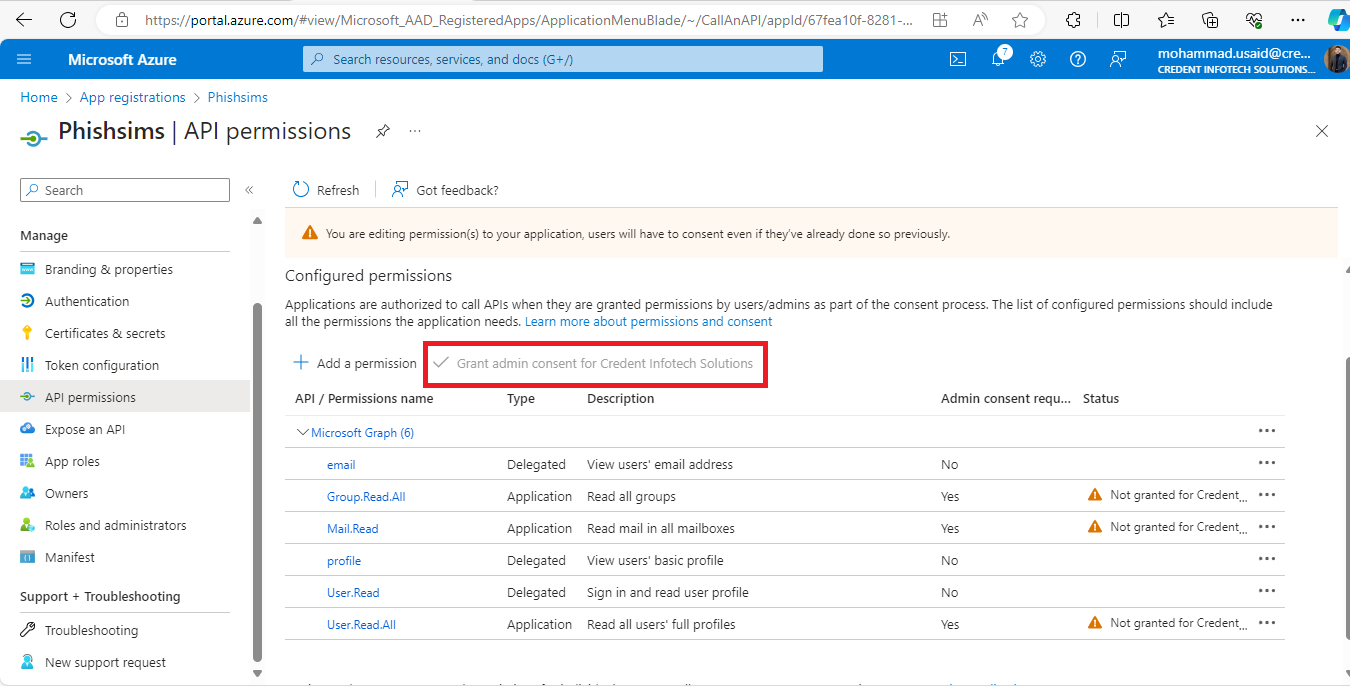 https://portal.azure.com/#view/Microsoft_AAD_RegisteredApps/ApplicationMenuBlade/~/CallAnAPI/appId/67fea10f-8281-...
Microsoft Azure
Search resources, services, and docs (G+/)
7
mohammad.usaid@cre...
CREDENT INFOTECH SOLUTIONS...
Home > App registrations > Phishsims
Phishsims | API permissions
Search
Refresh
Got feedback?
You are editing permission(s) to your application, users will have to consent even if they've already done so previously.
Manage
Branding & properties
Authentication
Certificates & secrets
Token configuration
API permissions
Expose an API
App roles
Owners
Roles and administrators
Manifest
Support + Troubleshooting
Troubleshooting
New support request
Configured permissions
Applications are authorized to call APIs when they are granted permissions by users/admins as part of the consent process. The list of configured permissions should include
all the permissions the application needs. Learn more about permissions and consent
Add a permission
Grant admin consent for Credent Infotech Solutions
API / Permissions name Type Description Admin consent requ... Status
Microsoft Graph (6)
email Delegated View users' email address No
Group.Read.All Application Read all groups Yes Not granted for Credent...
Mail.Read Application Read mail in all mailboxes Yes Not granted for Credent...
profile Delegated View users' basic profile No
User.Read Delegated Sign in and read user profile No
User.Read.All Application Read all users' full profiles Yes Not granted for Credent...